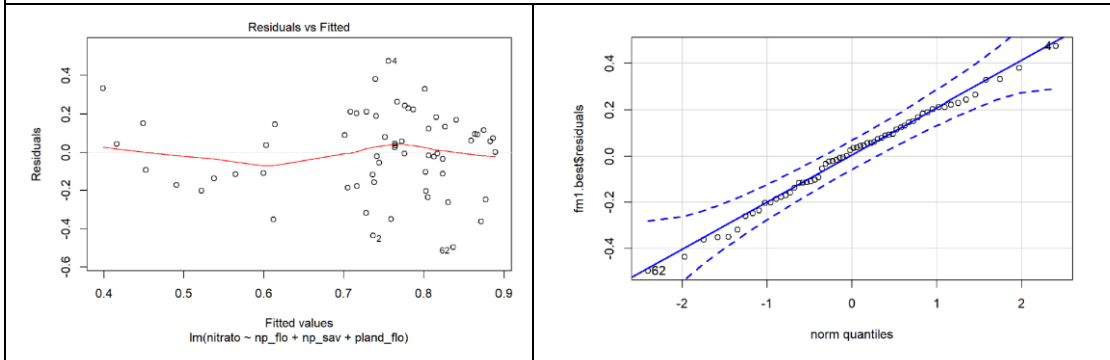 Residuals vs Fitted
Residuals
0.4
0.2
0.0
-0.2
-0.4
-0.6
4
2
62
0.4 0.5 0.6 0.7 0.8 0.9
Fitted values
lm(nitrato ~ np_flo + np_sav + pland_flo)
fm1.best$residuals
0.4
0.2
0.0
-0.2
-0.4
4
62
-2 -1 0 1 2
norm quantiles